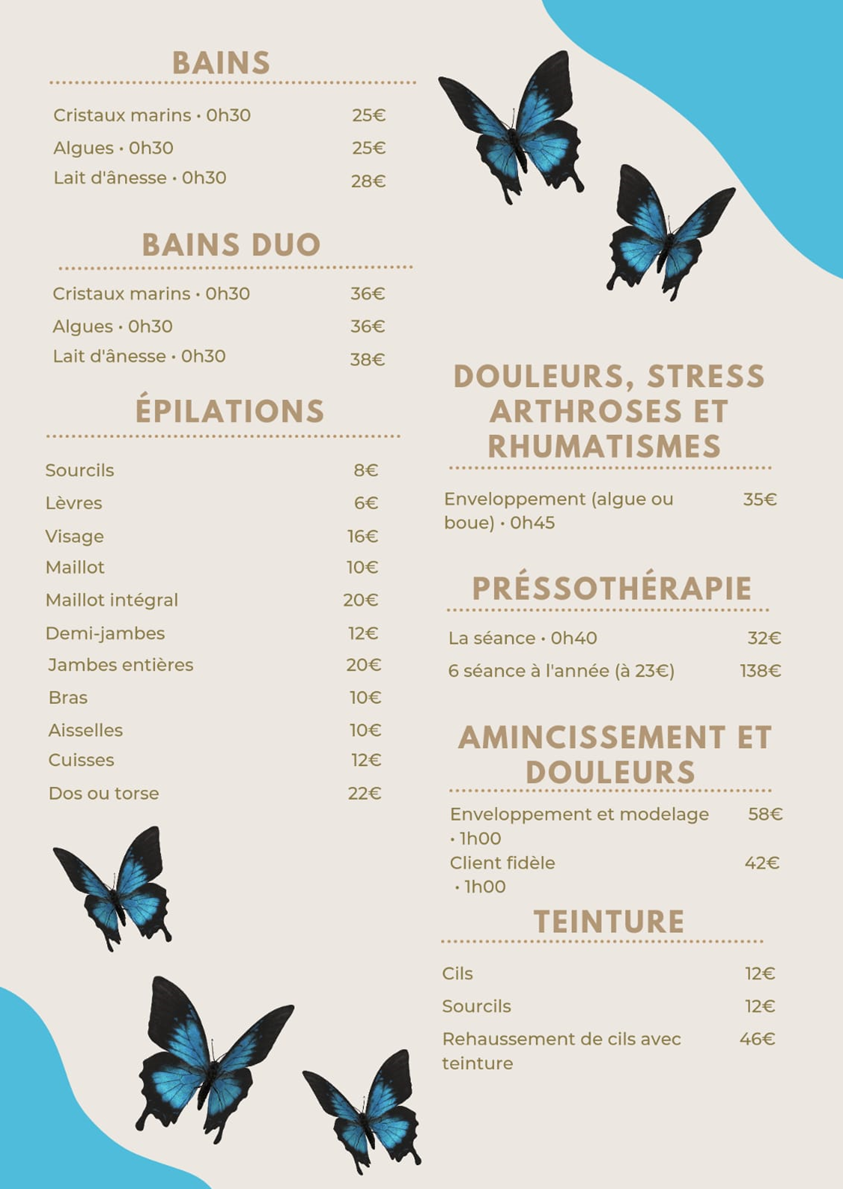 BAINS
Cristaux marins • 0h30 25€
Algues • 0h30 25€
Lait d'ânesse • 0h30 28€
BAINS DUO
Cristaux marins • 0h30 36€
Algues • 0h30 36€
Lait d'ânesse • 0h30 38€
ÉPILATIONS
Sourcils 8€
Lèvres 6€
Visage 16€
Maillot 10€
Maillot intégral 20€
Demi-jambes 12€
Jambes entières 20€
Bras 10€
Aisselles 10€
Cuisses 12€
Dos ou torse 22€
DOULEURS, STRESS
ARTHROSES ET
RHUMATISMES
Enveloppement (algue ou 35€
boue) • 0h45
PRÉSSOTHÉRAPIE
La séance • 0h40 32€
6 séance à l'année (à 23€) 138€
AMINCISSEMENT ET
DOULEURS
Enveloppement et modelage 58€
• 1h00
Client fidèle 42€
• 1h00
TEINTURE
Cils 12€
Sourcils 12€
Rehaussement de cils avec 46€
teinture